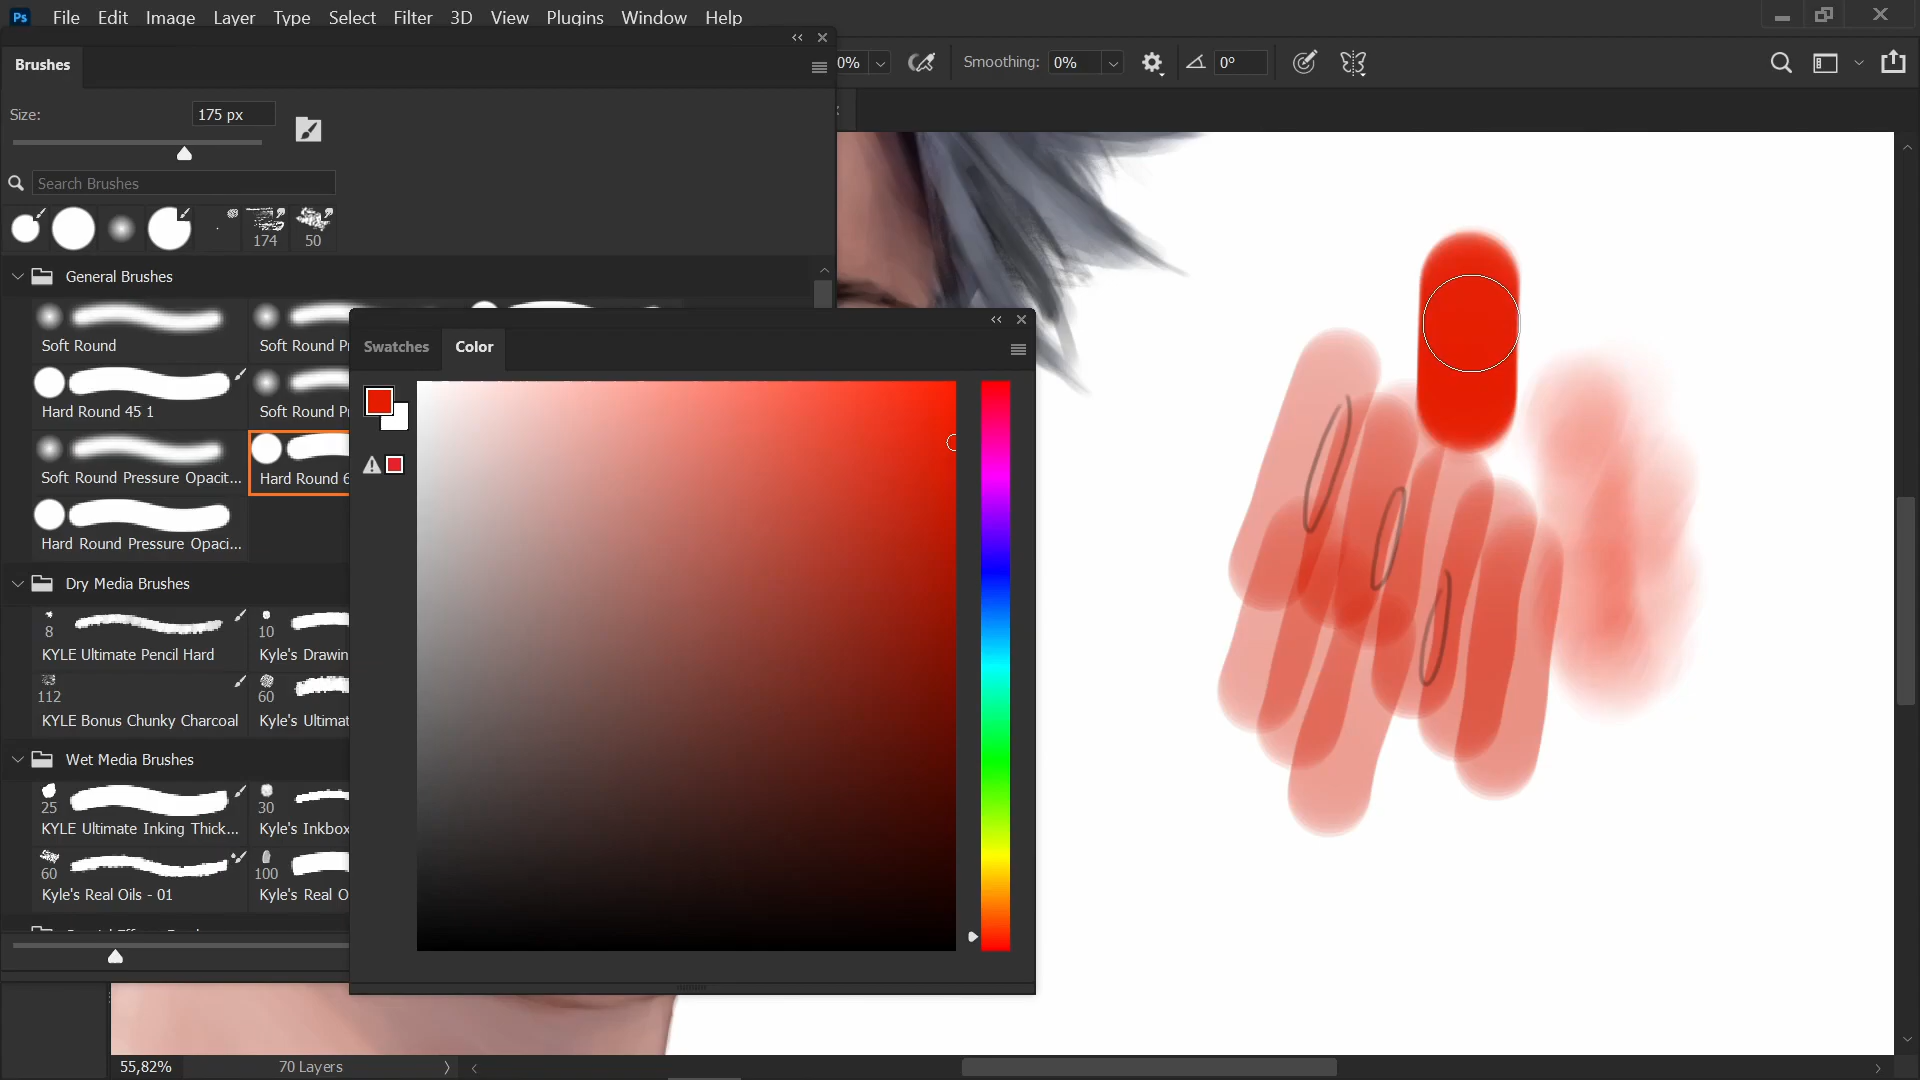 Ps File Edit Image Layer Type Select Filter 3D View Plugins Window Help
Brushes
0% Smoothing: 0% 0°
Size: 175 px
Search Brushes
174 50
General Brushes
Soft Round Soft Round Pr
Hard Round 45 1 Soft Round Pr
Soft Round Pressure Opacit... Hard Round 6
Hard Round Pressure Opaci...
Dry Media Brushes
8 10
KYLE Ultimate Pencil Hard Kyle's Drawin
112 60
KYLE Bonus Chunky Charcoal Kyle's Ultimat
Wet Media Brushes
25 30
KYLE Ultimate Inking Thick... Kyle's Inkbox
60 100
Kyle's Real Oils - 01 Kyle's Real O
Swatches Color
55,82% 70 Layers